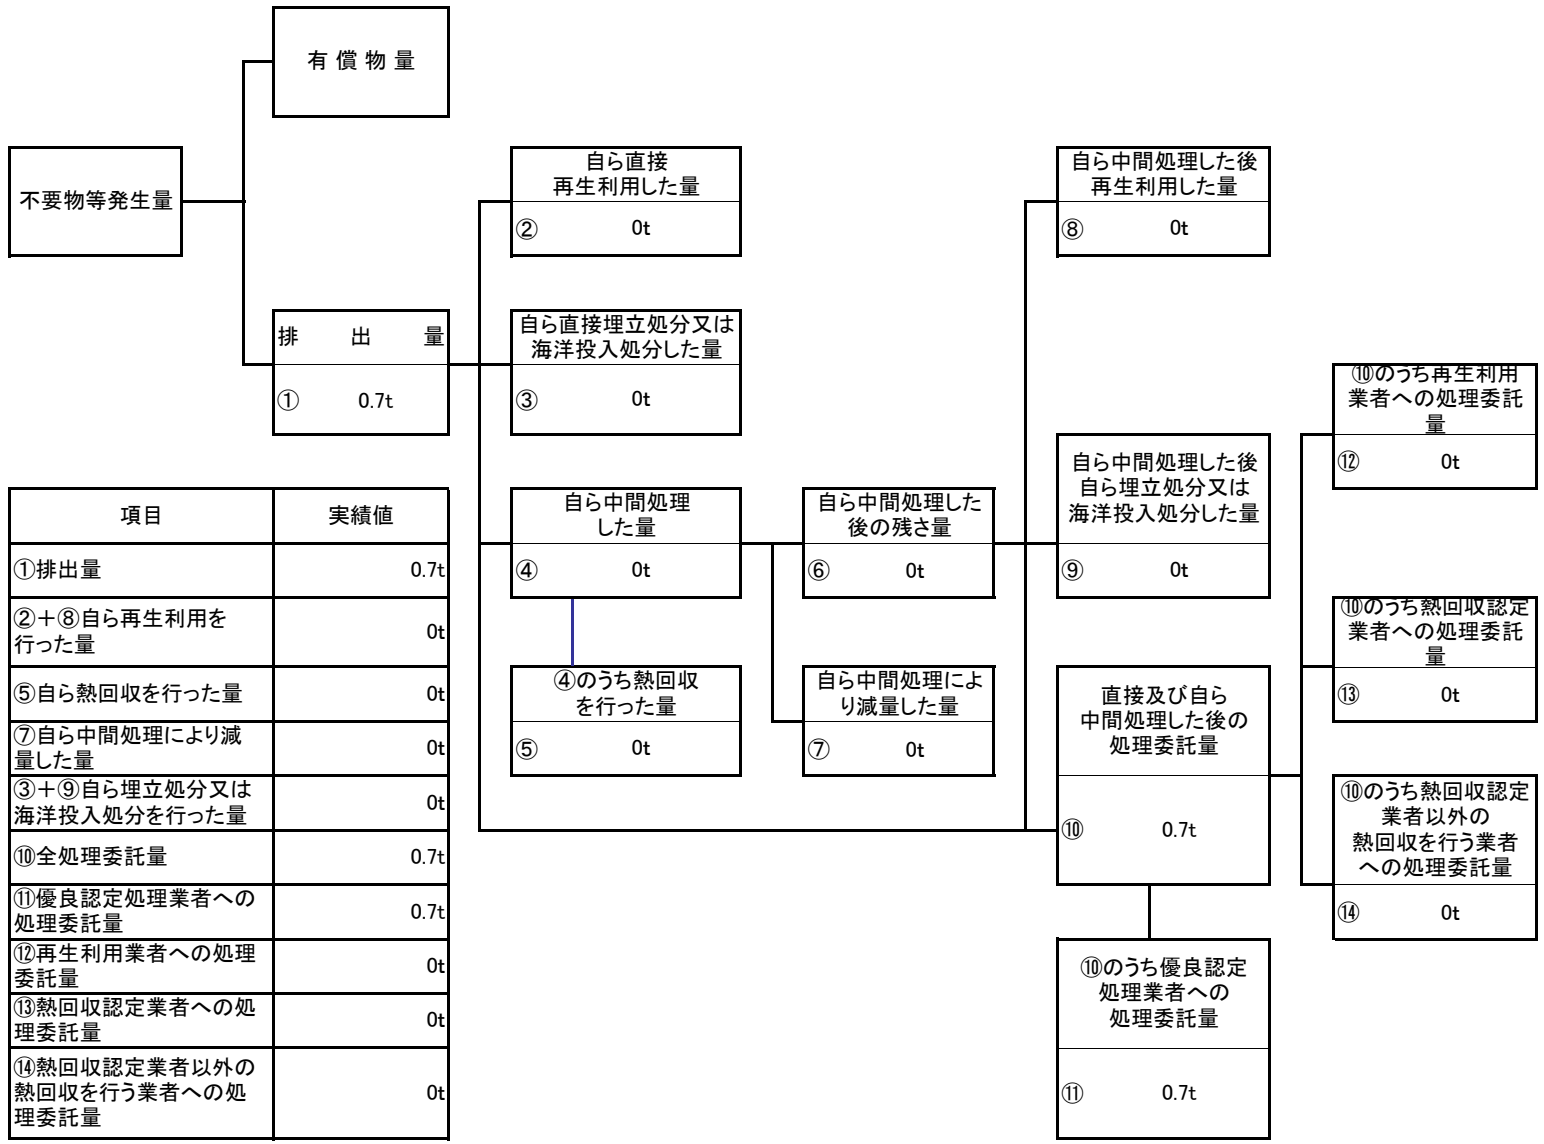 有 償 物 量
不要物等発生量
自ら直接
再生利用した量
② 0t
自ら中間処理した後
再生利用した量
⑧ 0t
排 出 量
① 0.7t
自ら直接埋立処分又は
海洋投入処分した量
③ 0t
⑩のうち再生利用
業者への処理委託
量
⑫ 0t
自ら中間処理
した量
④ 0t
自ら中間処理した
後の残さ量
⑥ 0t
自ら中間処理した後
自ら埋立処分又は
海洋投入処分した量
⑨ 0t
⑩のうち熱回収認定
業者への処理委託
量
⑬ 0t
④のうち熱回収
を行った量
⑤ 0t
自ら中間処理によ
り減量した量
⑦ 0t
直接及び自ら
中間処理した後の
処理委託量
⑩ 0.7t
⑩のうち熱回収認定
業者以外の
熱回収を行う業者
への処理委託量
⑭ 0t
⑩のうち優良認定
処理業者への
処理委託量
⑪ 0.7t
項目 実績値
①排出量 0.7t
②＋⑧自ら再生利用を
行った量 0t
⑤自ら熱回収を行った量 0t
⑦自ら中間処理により減
量した量 0t
③＋⑨自ら埋立処分又は
海洋投入処分を行った量 0t
⑩全処理委託量 0.7t
⑪優良認定処理業者への
処理委託量 0.7t
⑫再生利用業者への処理
委託量 0t
⑬熱回収認定業者への処
理委託量 0t
⑭熱回収認定業者以外の
熱回収を行う業者への処
理委託量 0t